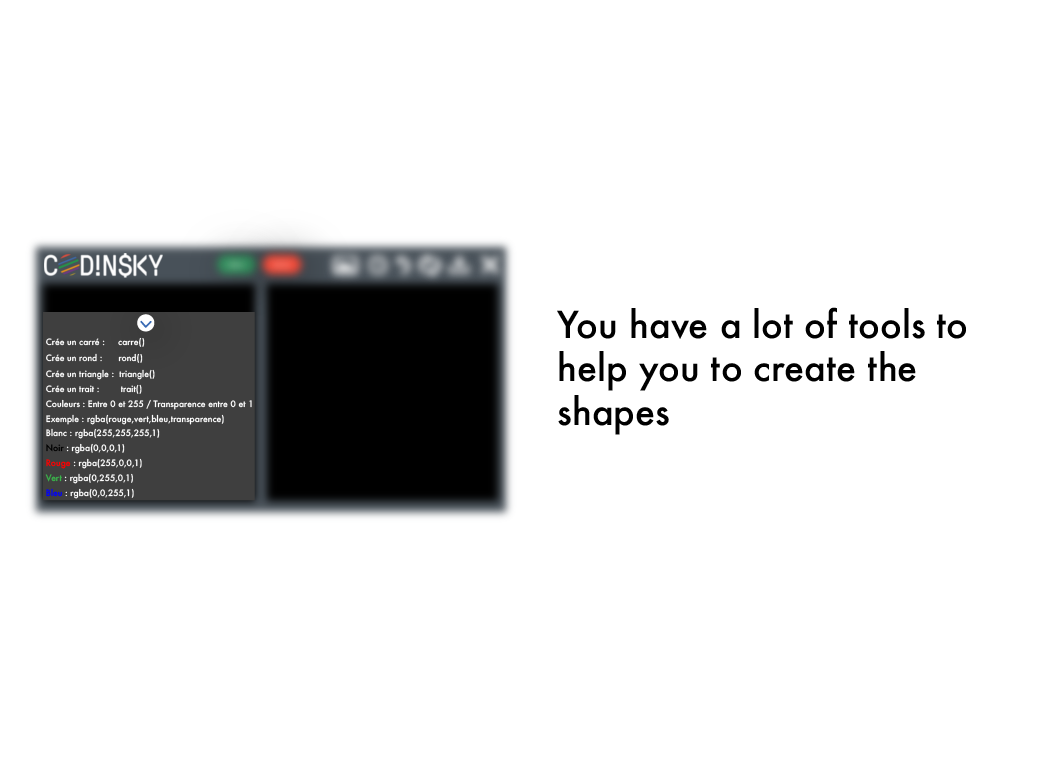 CODIN$KY
Crée un carré : carre()
Crée un rond : rond()
Crée un triangle : triangle()
Crée un trait : trait()
Couleurs : Entre 0 et 255 / Transparence entre 0 et 1
Exemple : rgba(rouge,vert,bleu,transparence)
Blanc : rgba(255,255,255,1)
Noir : rgba(0,0,0,1)
Rouge : rgba(255,0,0,1)
Vert : rgba(0,255,0,1)
Bleu : rgba(0,0,255,1)
You have a lot of tools to
help you to create the
shapes